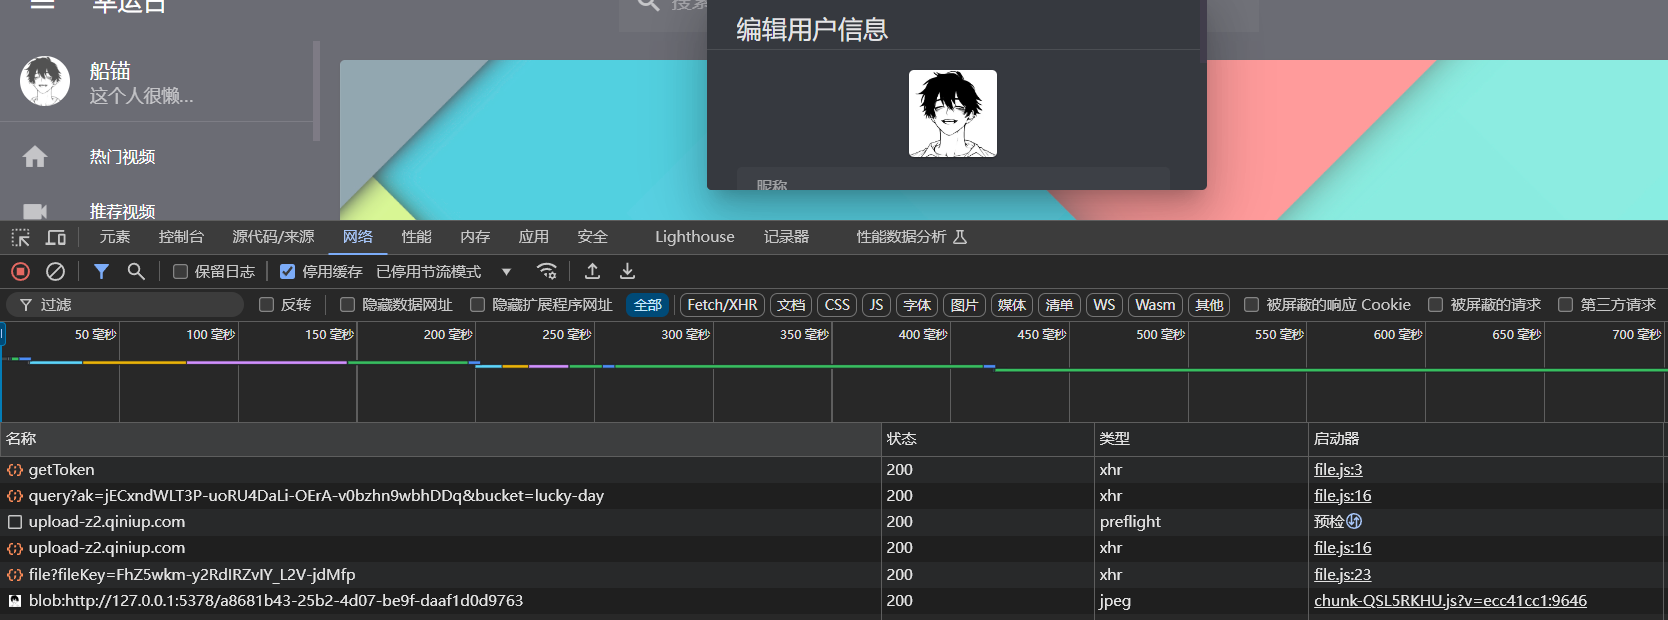 幸运日
搜索
编辑用户信息
船锚
这个人很懒...
热门视频
昵称
推荐视频
元素 控制台 源代码/来源 网络 性能 内存 应用 安全 Lighthouse 记录器 性能数据分析
保留日志 停用缓存 已停用节流模式
过滤 反转 隐藏数据网址 隐藏扩展程序网址 全部 Fetch/XHR 文档 CSS JS 字体 图片 媒体 清单 WS Wasm 其他 被屏蔽的响应 Cookie 被屏蔽的请求 第三方请求
50 毫秒 100 毫秒 150 毫秒 200 毫秒 250 毫秒 300 毫秒 350 毫秒 400 毫秒 450 毫秒 500 毫秒 550 毫秒 600 毫秒 650 毫秒 700 毫秒
名称 状态 类型 启动器
getToken 200 xhr file.js:3
query?ak=jECxndWLT3P-uoRU4DaLi-OErA-v0bzhn9wbhDDq&bucket=lucky-day 200 xhr file.js:16
upload-z2.qiniup.com 200 preflight 预检
upload-z2.qiniup.com 200 xhr file.js:16
file?fileKey=FhZ5wkm-y2RdIRZvIY_L2V-jdMfp 200 xhr file.js:23
blob:http://127.0.0.1:5378/a8681b43-25b2-4d07-be9f-daaf1d0d9763 200 jpeg chunk-QSL5RKHU.js?v=ecc41cc1:9646